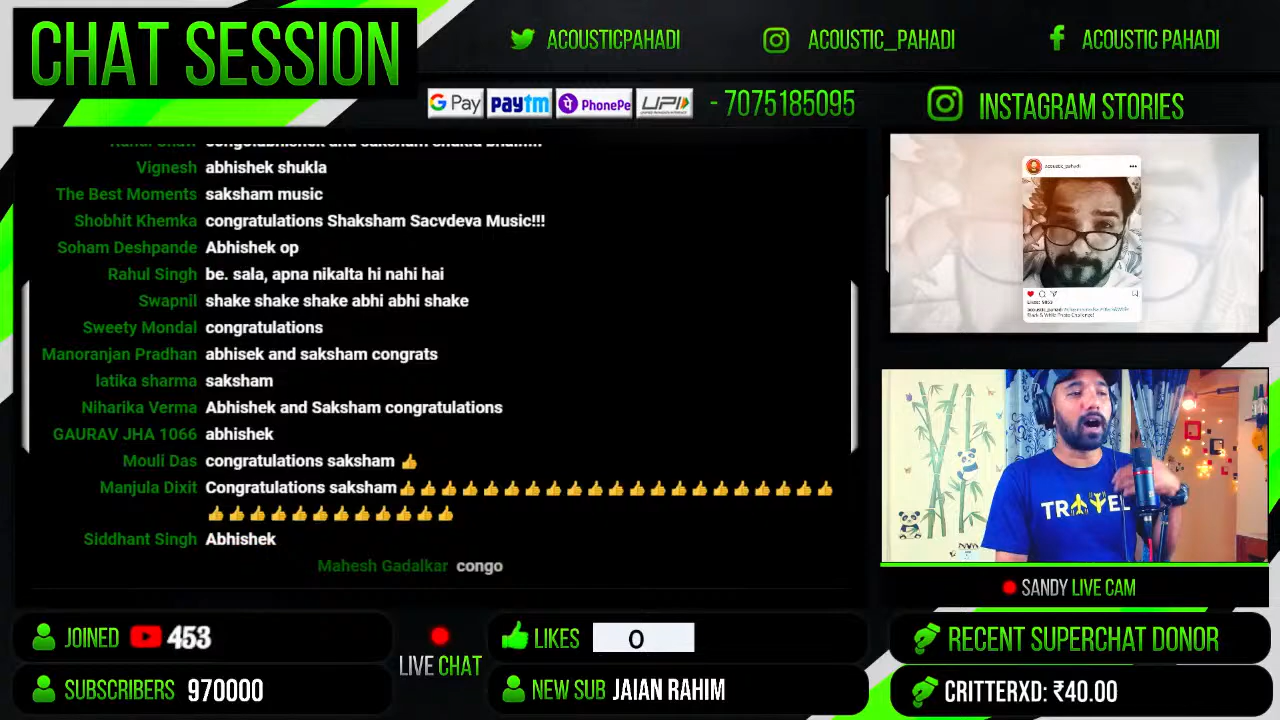 CHAT SESSION
ACOUSTICPAHADI
ACOUSTIC_PAHADI
ACOUSTIC PAHADI
G Pay
paytm
PhonePe
UPI
- 7075185095
INSTAGRAM STORIES
Vignesh abhishek shukla
The Best Moments saksham music
Shobhit Khemka congratulations Shaksham Sacvdeva Music!!!
Soham Deshpande Abhishek op
Rahul Singh be. sala, apna nikalta hi nahi hai
Swapnil shake shake shake abhi abhi shake
Sweety Mondal congratulations
Manoranjan Pradhan abhisek and saksham congrats
latika sharma saksham
Niharika Verma Abhishek and Saksham congratulations
GAURAV JHA 1066 abhishek
Mouli Das congratulations saksham 👍
Manjula Dixit Congratulations saksham👍👍👍👍👍👍👍👍👍👍👍👍👍👍👍👍👍👍👍👍👍
👍👍👍👍👍👍👍👍👍👍👍👍
Siddhant Singh Abhishek
Mahesh Gadalkar congo
acoustic_pahadi
TRAVEL
SANDY LIVE CAM
JOINED 453
SUBSCRIBERS 970000
LIVE CHAT
LIKES 0
NEW SUB JAIAN RAHIM
RECENT SUPERCHAT DONOR
CRITTERXD: ₹40.00